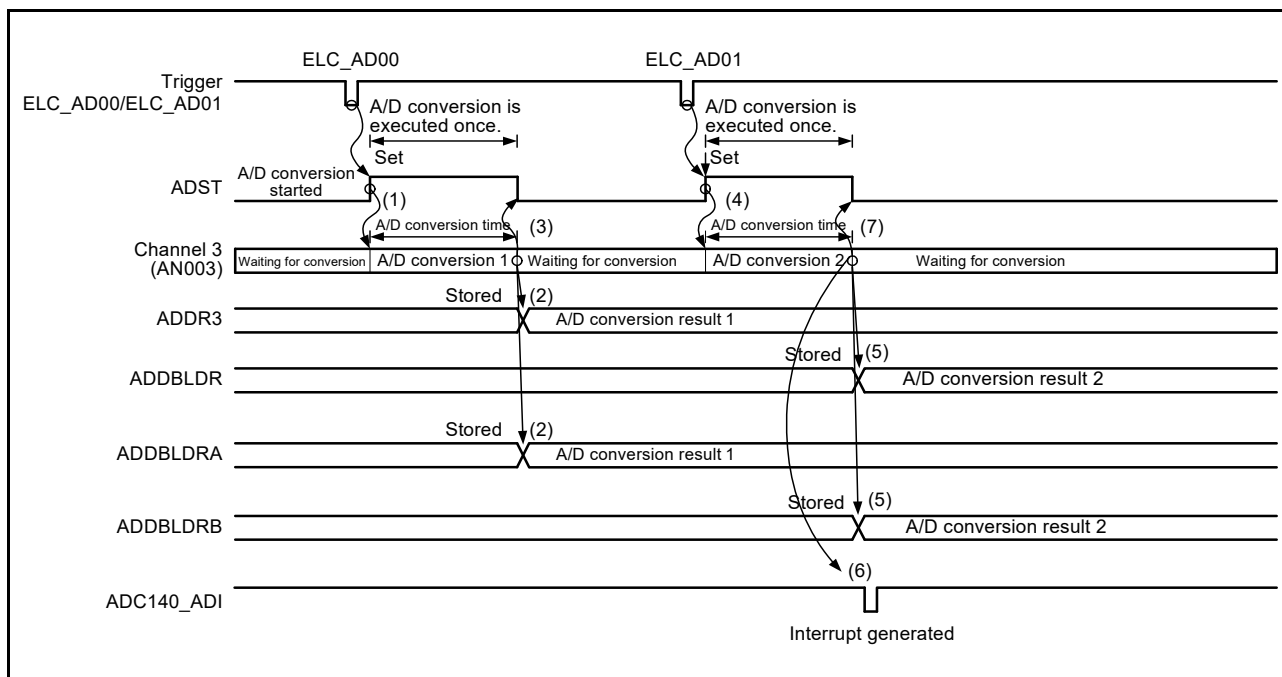 ELC_AD00
ELC_AD01
Trigger
ELC_AD00/ELC_AD01
A/D conversion is
executed once.
A/D conversion is
executed once.
Set
Set
A/D conversion
started
ADST
(1)
(4)
A/D conversion time
(3)
A/D conversion time
(7)
Channel 3
(AN003)
Waiting for conversion
A/D conversion 1
Waiting for conversion
A/D conversion 2
Waiting for conversion
Stored
(2)
ADDR3
A/D conversion result 1
Stored
(5)
ADDBLDR
A/D conversion result 2
Stored
(2)
ADDBLDRA
A/D conversion result 1
Stored
(5)
ADDBLDRB
A/D conversion result 2
(6)
ADC140_ADI
Interrupt generated